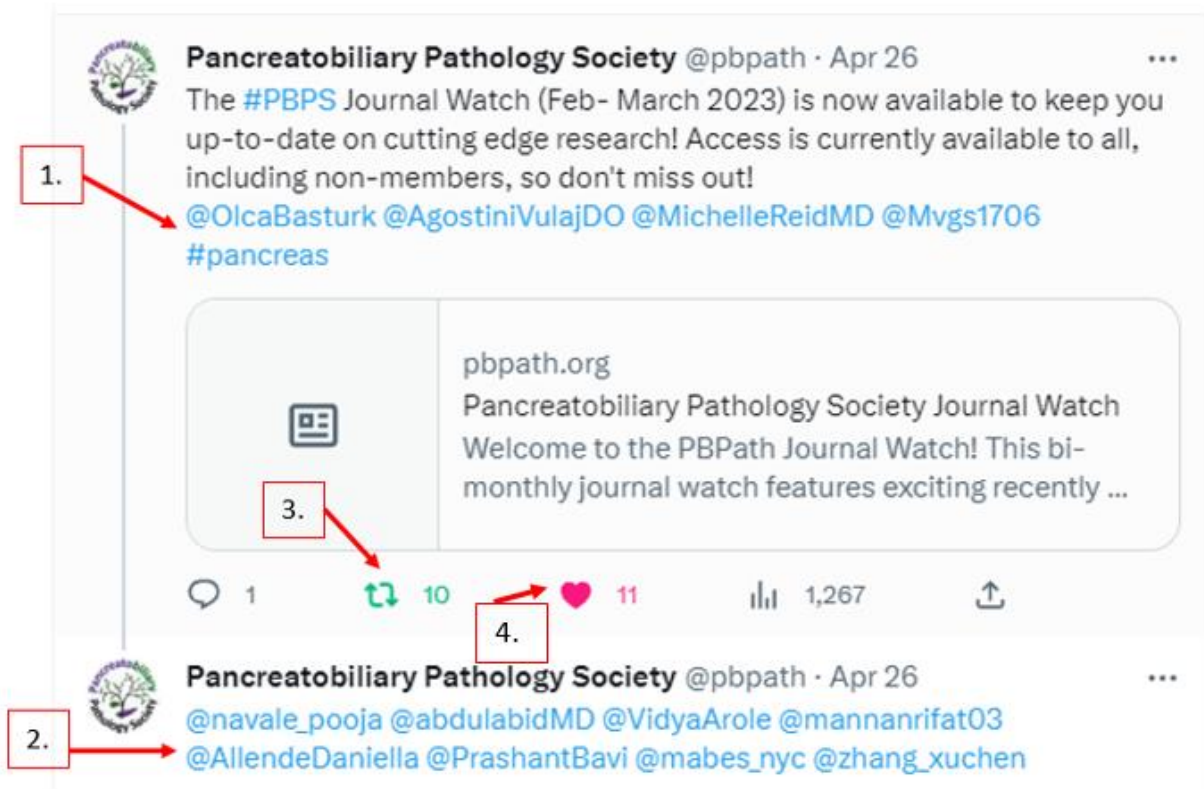 Pancreatobiliary Pathology Society @pbpath · Apr 26
The #PBPS Journal Watch (Feb- March 2023) is now available to keep you
up-to-date on cutting edge research! Access is currently available to all,
including non-members, so don't miss out!
1.
@OlcaBasturk @AgostiniVulajDO @MichelleReidMD @Mvgs1706
#pancreas
pbpath.org
Pancreatobiliary Pathology Society Journal Watch
Welcome to the PBPath Journal Watch! This bi-
monthly journal watch features exciting recently ...
3.
1 10 11 1,267
4.
Pancreatobiliary Pathology Society @pbpath · Apr 26
@navale_pooja @abdulabidMD @VidyaArole @mannanrifat03
2.
@AllendeDaniella @PrashantBavi @mabes_nyc @zhang_xuchen